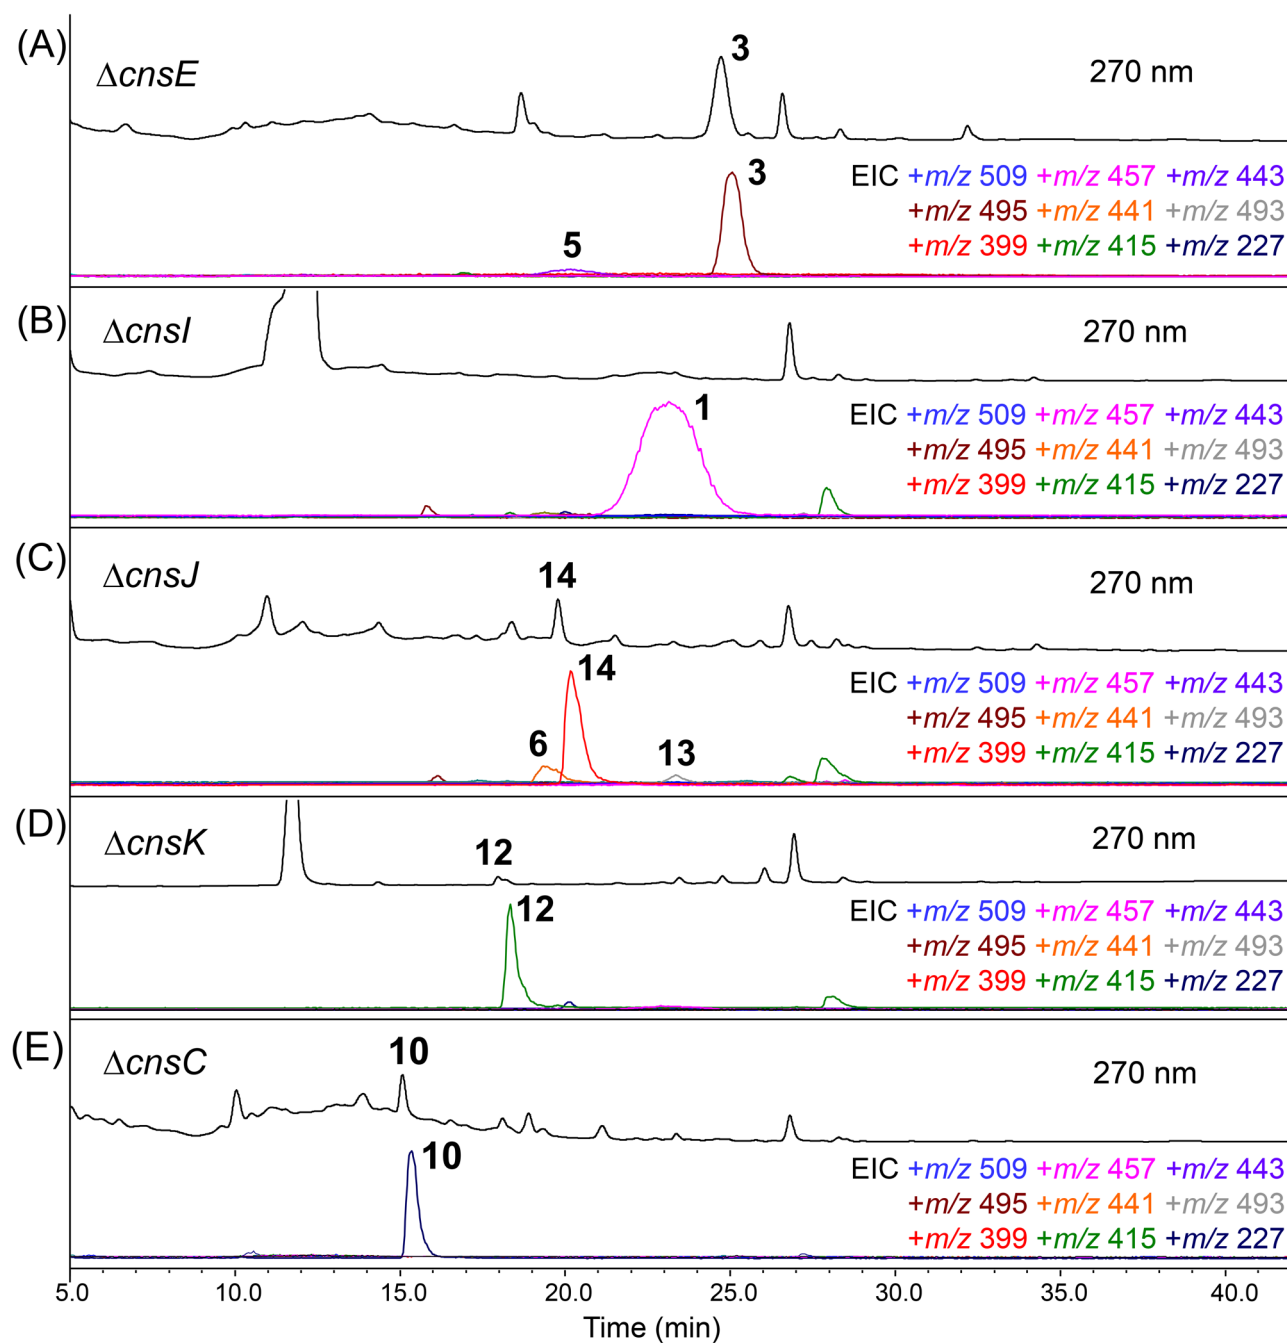 (A)
ΔcnsE
3
270 nm
3
5
EIC +m/z 509 +m/z 457 +m/z 443
+m/z 495 +m/z 441 +m/z 493
+m/z 399 +m/z 415 +m/z 227
(B)
ΔcnsI
270 nm
1
EIC +m/z 509 +m/z 457 +m/z 443
+m/z 495 +m/z 441 +m/z 493
+m/z 399 +m/z 415 +m/z 227
(C)
ΔcnsJ
14
270 nm
14
6
13
EIC +m/z 509 +m/z 457 +m/z 443
+m/z 495 +m/z 441 +m/z 493
+m/z 399 +m/z 415 +m/z 227
(D)
ΔcnsK
12
270 nm
12
EIC +m/z 509 +m/z 457 +m/z 443
+m/z 495 +m/z 441 +m/z 493
+m/z 399 +m/z 415 +m/z 227
(E)
ΔcnsC
10
270 nm
10
EIC +m/z 509 +m/z 457 +m/z 443
+m/z 495 +m/z 441 +m/z 493
+m/z 399 +m/z 415 +m/z 227
5.0 10.0 15.0 20.0 25.0 30.0 35.0 40.0
Time (min)